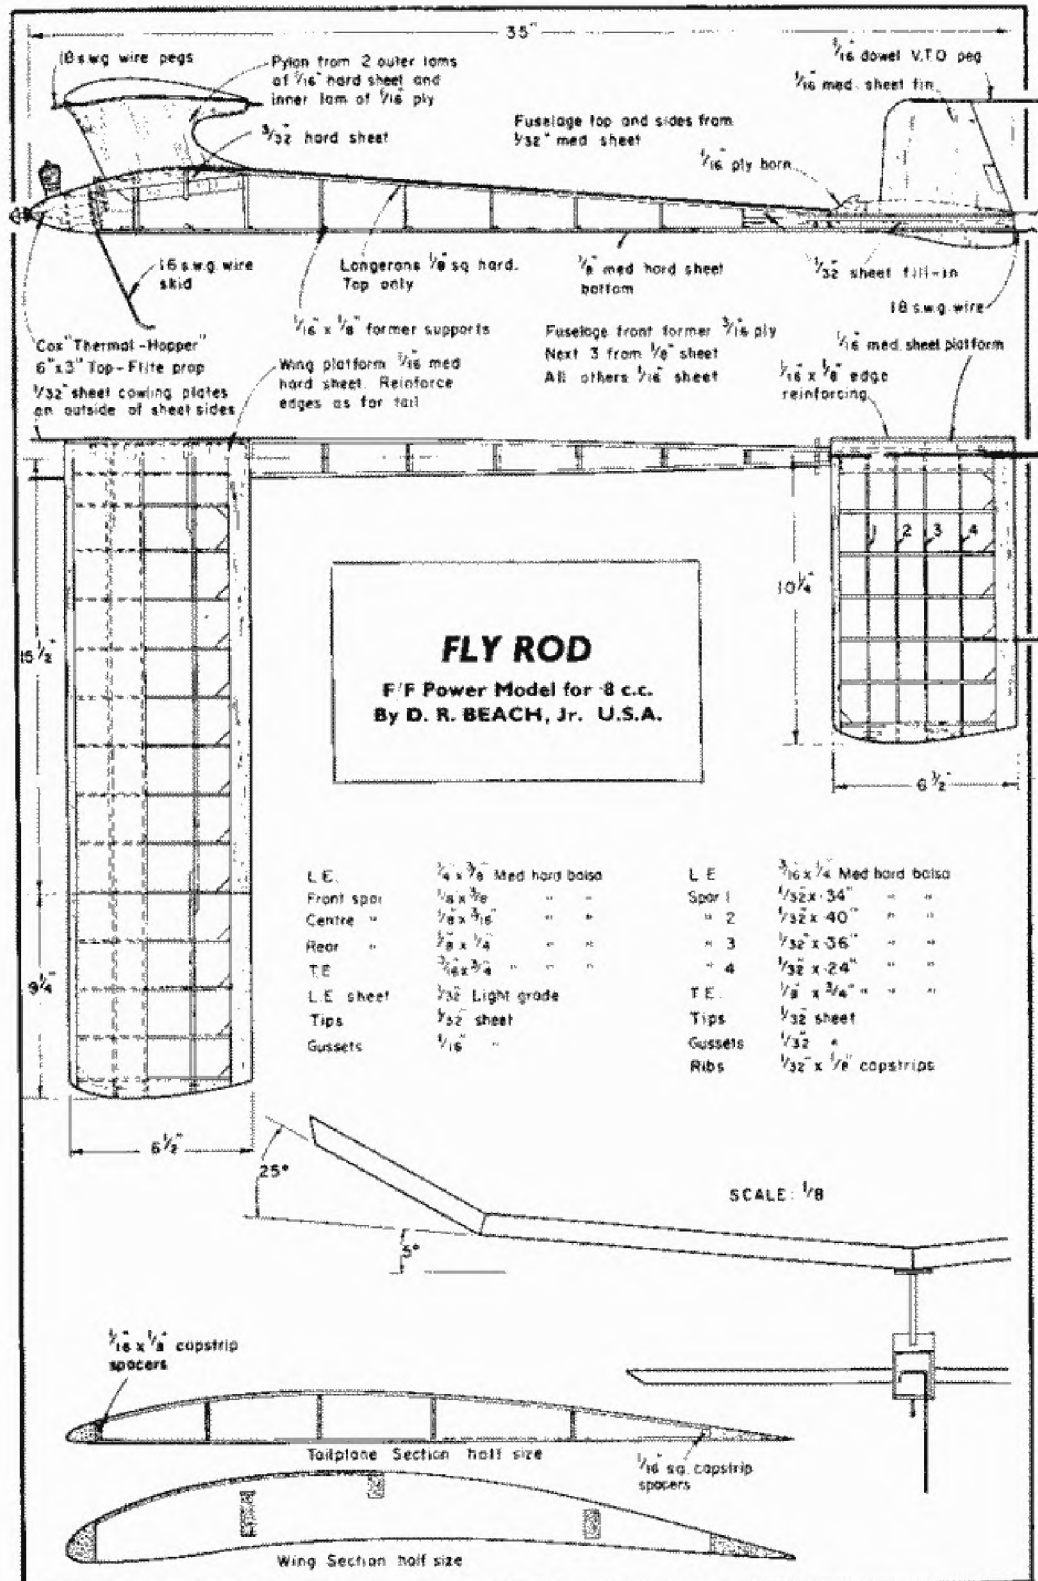 35"
18 s.w.g wire pegs
Pylon from 2 outer lams
of 1/16" hard sheet and
inner lam of 1/16" ply
3/32" hard sheet
Fuselage top and sides from
1/32" med sheet
3/16" dowel V.T.O peg
1/16" med. sheet fin
1/16" ply horn
16 s.w.g. wire
skid
Longerons 1/8" sq hard.
Top only
1/8" med hard sheet
bottom
1/32" sheet fill-in
18 s.w.g. wire
1/16" x 1/8" former supports
Cox "Thermal-Hopper"
6"x 3" Top-Flite prop
1/32" sheet cowling plates
on outside of sheet sides
Wing platform 1/16" med
hard sheet. Reinforce
edges as for tail
Fuselage front former 3/16" ply
Next 3 from 1/8" sheet
All others 1/16" sheet
1/16" med. sheet platform
1/16" x 1/8" edge
reinforcing
1 2 3 4
15 1/2"
10 1/4"
FLY ROD
F/F Power Model for ·8 c.c.
By D. R. BEACH, Jr. U.S.A.
6 1/2"
9 1/4"
L.E. 1/4" x 3/8" Med hard balsa
Front spar 1/8" x 3/8" " "
Centre " 1/8" x 3/16" " "
Rear " 1/8" x 1/4" " "
T.E 3/16" x 3/4" " " "
L.E sheet 1/32" Light grade
Tips 1/32" sheet
Gussets 1/16" "
L E 3/16" x 1/4" Med hard balsa
Spar 1 1/32" x ·34" " "
" 2 1/32" x ·40" " "
" 3 1/32" x ·36" " "
" 4 1/32" x ·24" " "
T E. 1/8" x 3/4" " " "
Tips 1/32" sheet
Gussets 1/32" "
Ribs 1/32" x 1/8" capstrips
6 1/2"
25°
5°
SCALE: 1/8
1/16" x 1/8" capstrip
spacers
Tailplane Section half size
1/16" sq. capstrip
spacers
Wing Section half size